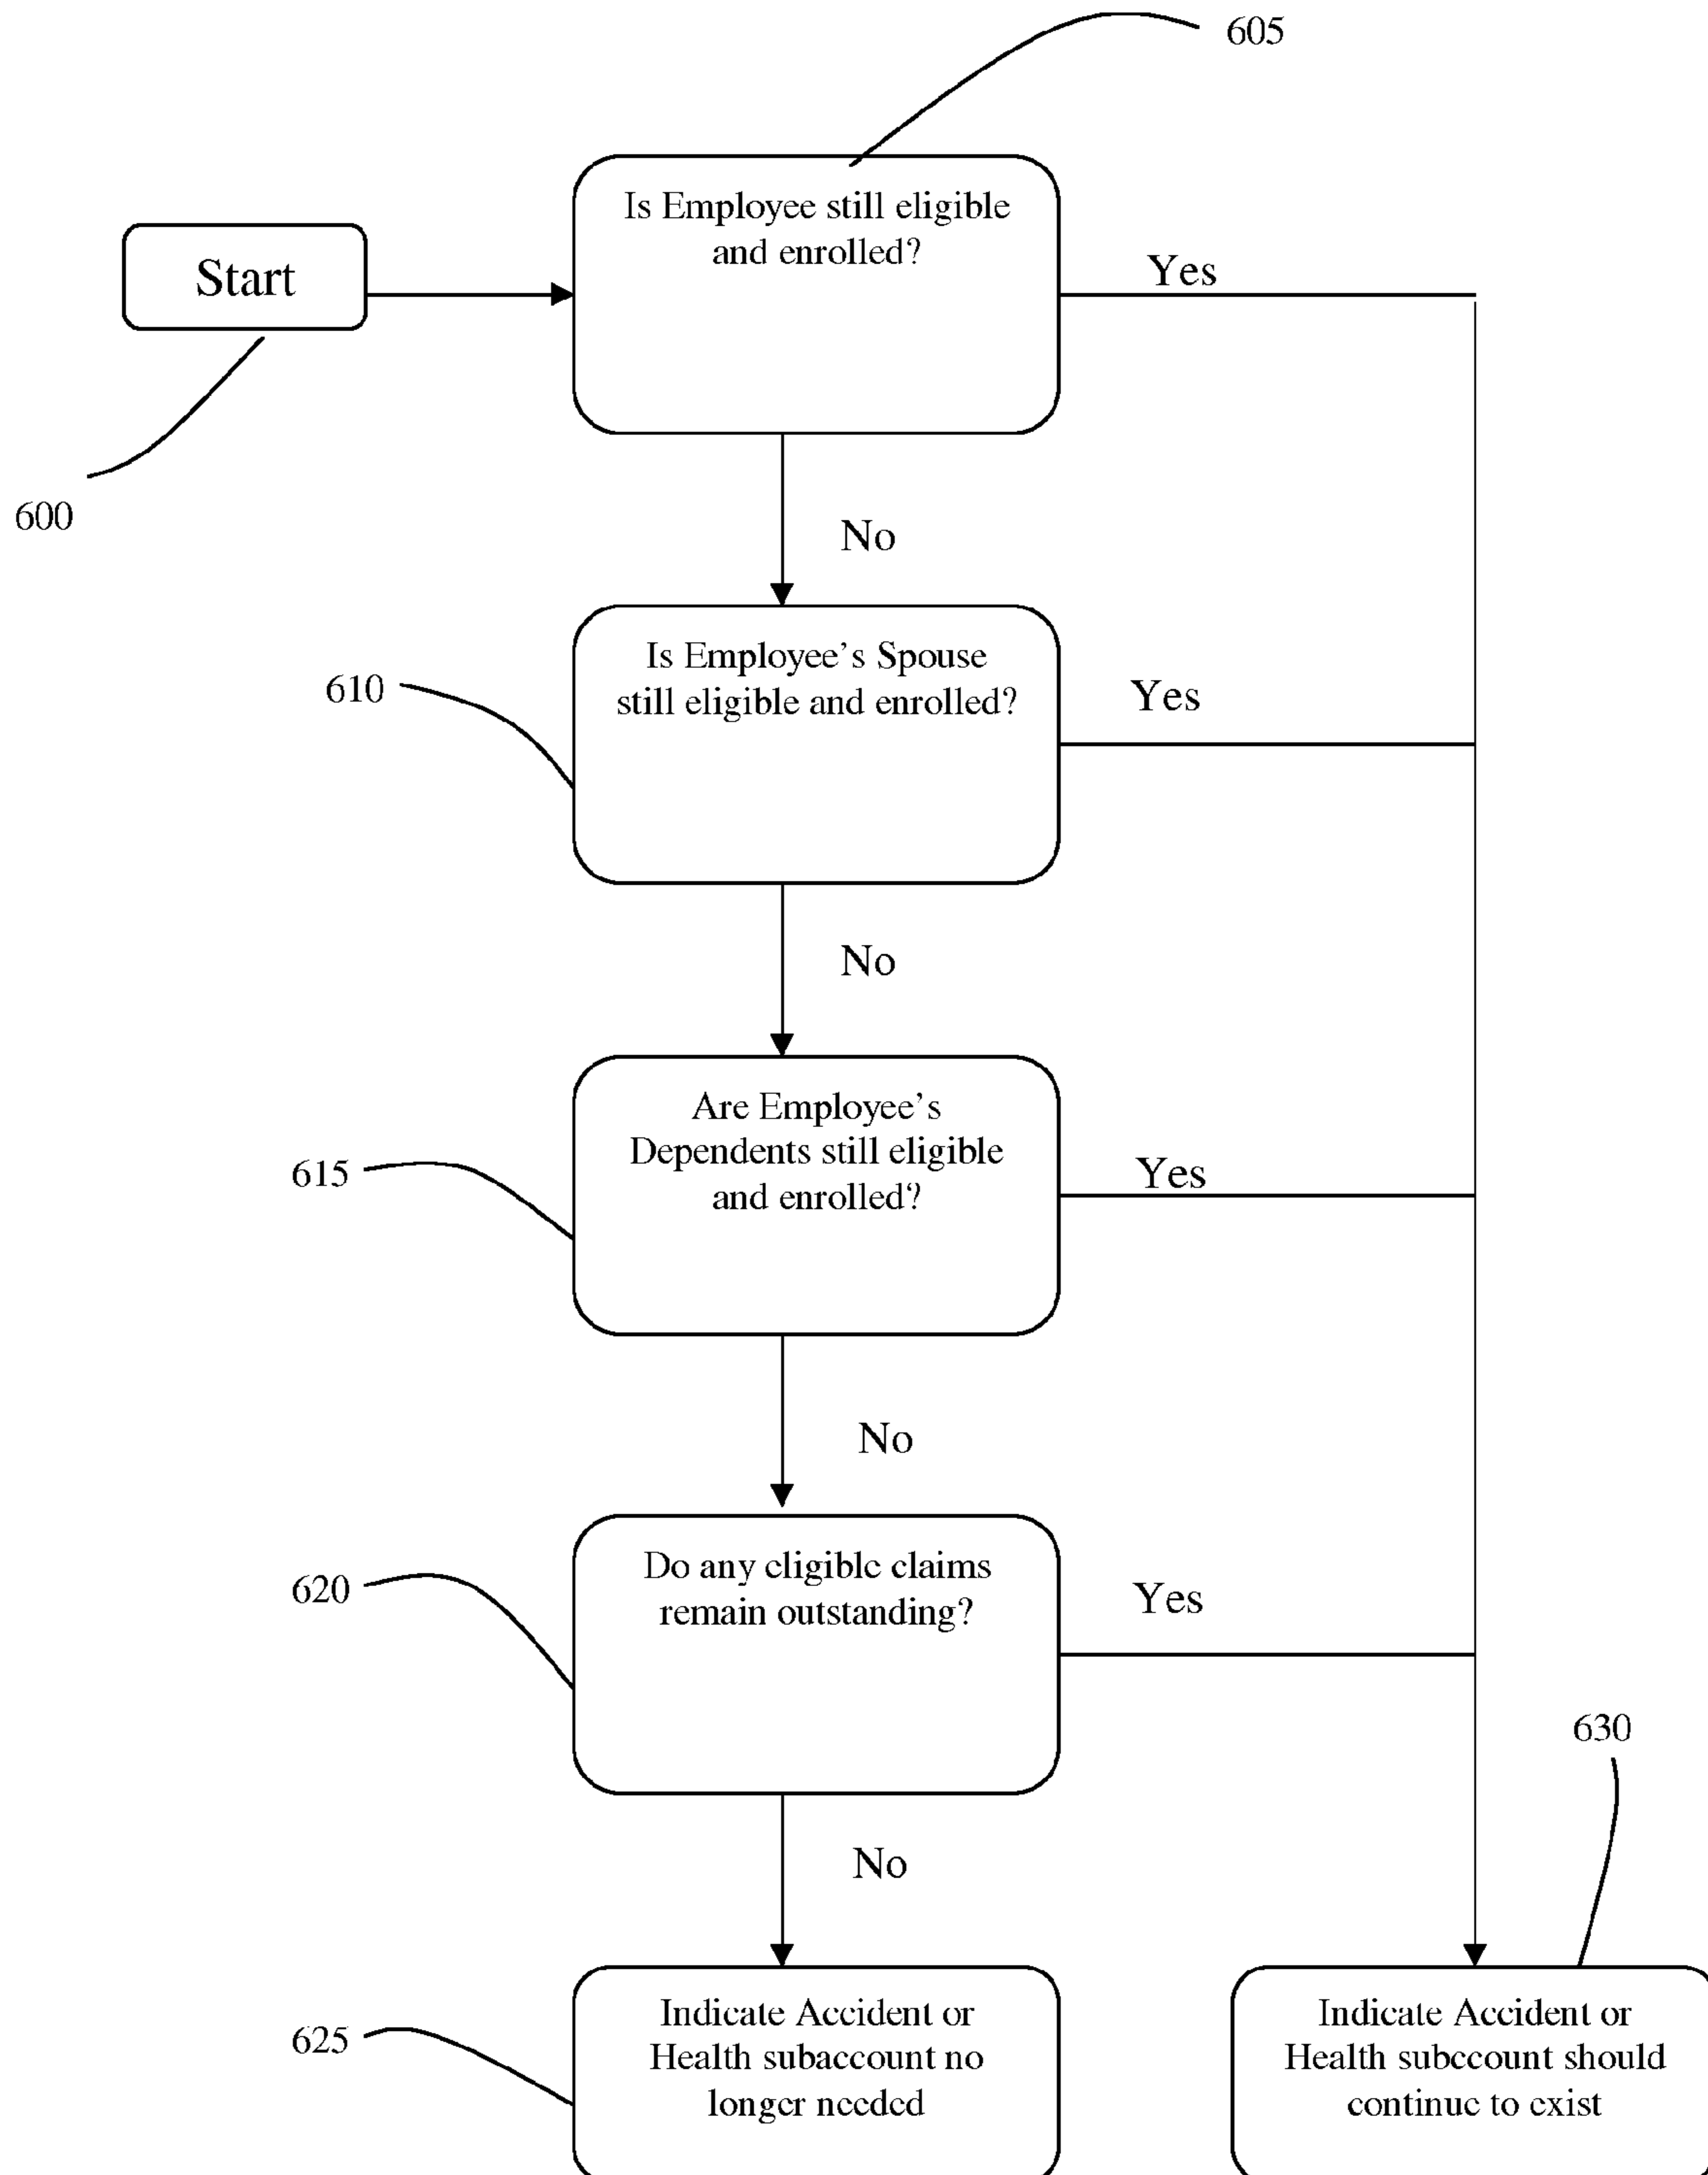 605
Is Employee still eligible
and enrolled?
Start
Yes
600
No
Is Employee’s Spouse
still eligible and enrolled?
610
Yes
No
Are Employee’s
Dependents still eligible
and enrolled?
615
Yes
No
Do any eligible claims
remain outstanding?
620
Yes
630
No
Indicate Accident or
Health subaccount no
longer needed
625
Indicate Accident or
Health subccount should
continue to exist